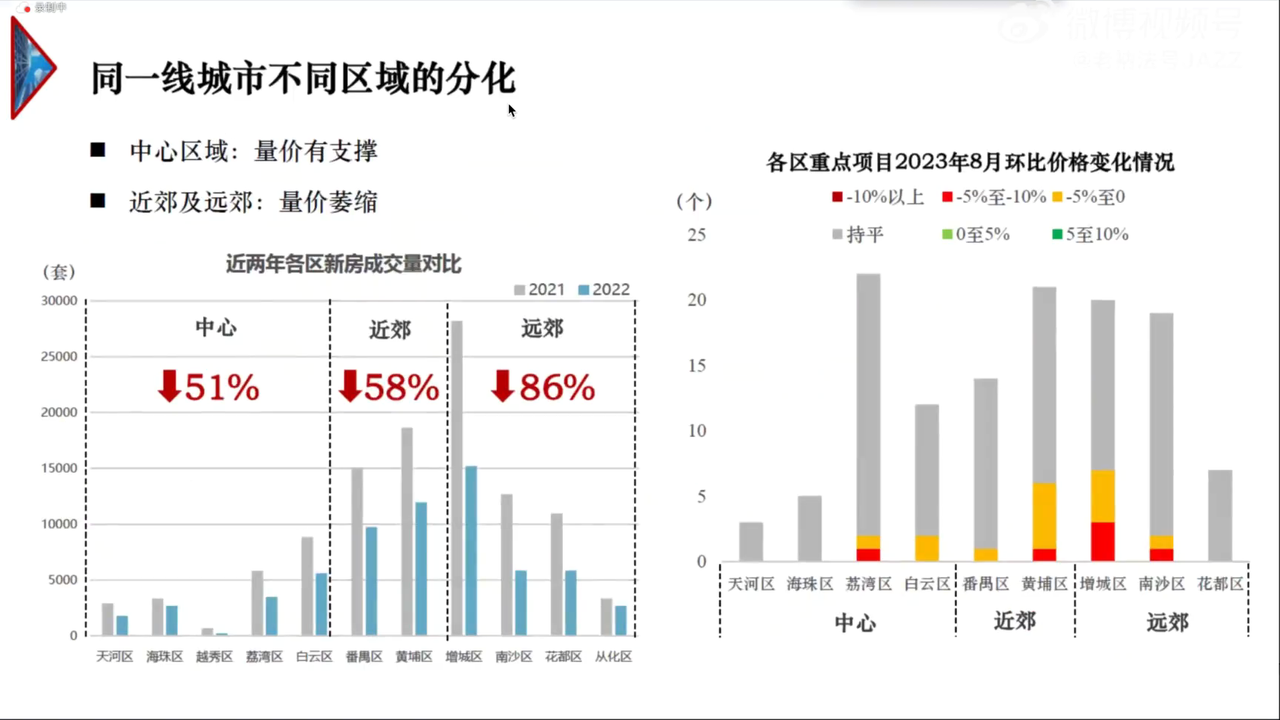 录制中
微博视频号
同一线城市不同区域的分化
■ 中心区域：量价有支撑
■ 近郊及远郊：量价萎缩
近两年各区新房成交量对比
（套）
2021 2022
30000
25000
20000
15000
10000
5000
0
中心 近郊 远郊
51% 58% 86%
天河区 海珠区 越秀区 荔湾区 白云区 番禺区 黄埔区 增城区 南沙区 花都区 从化区
各区重点项目2023年8月环比价格变化情况
（个）
-10%以上 -5%至-10% -5%至0
持平 0至5% 5至10%
25
20
15
10
5
0
天河区 海珠区 荔湾区 白云区 番禺区 黄埔区 增城区 南沙区 花都区
中心 近郊 远郊